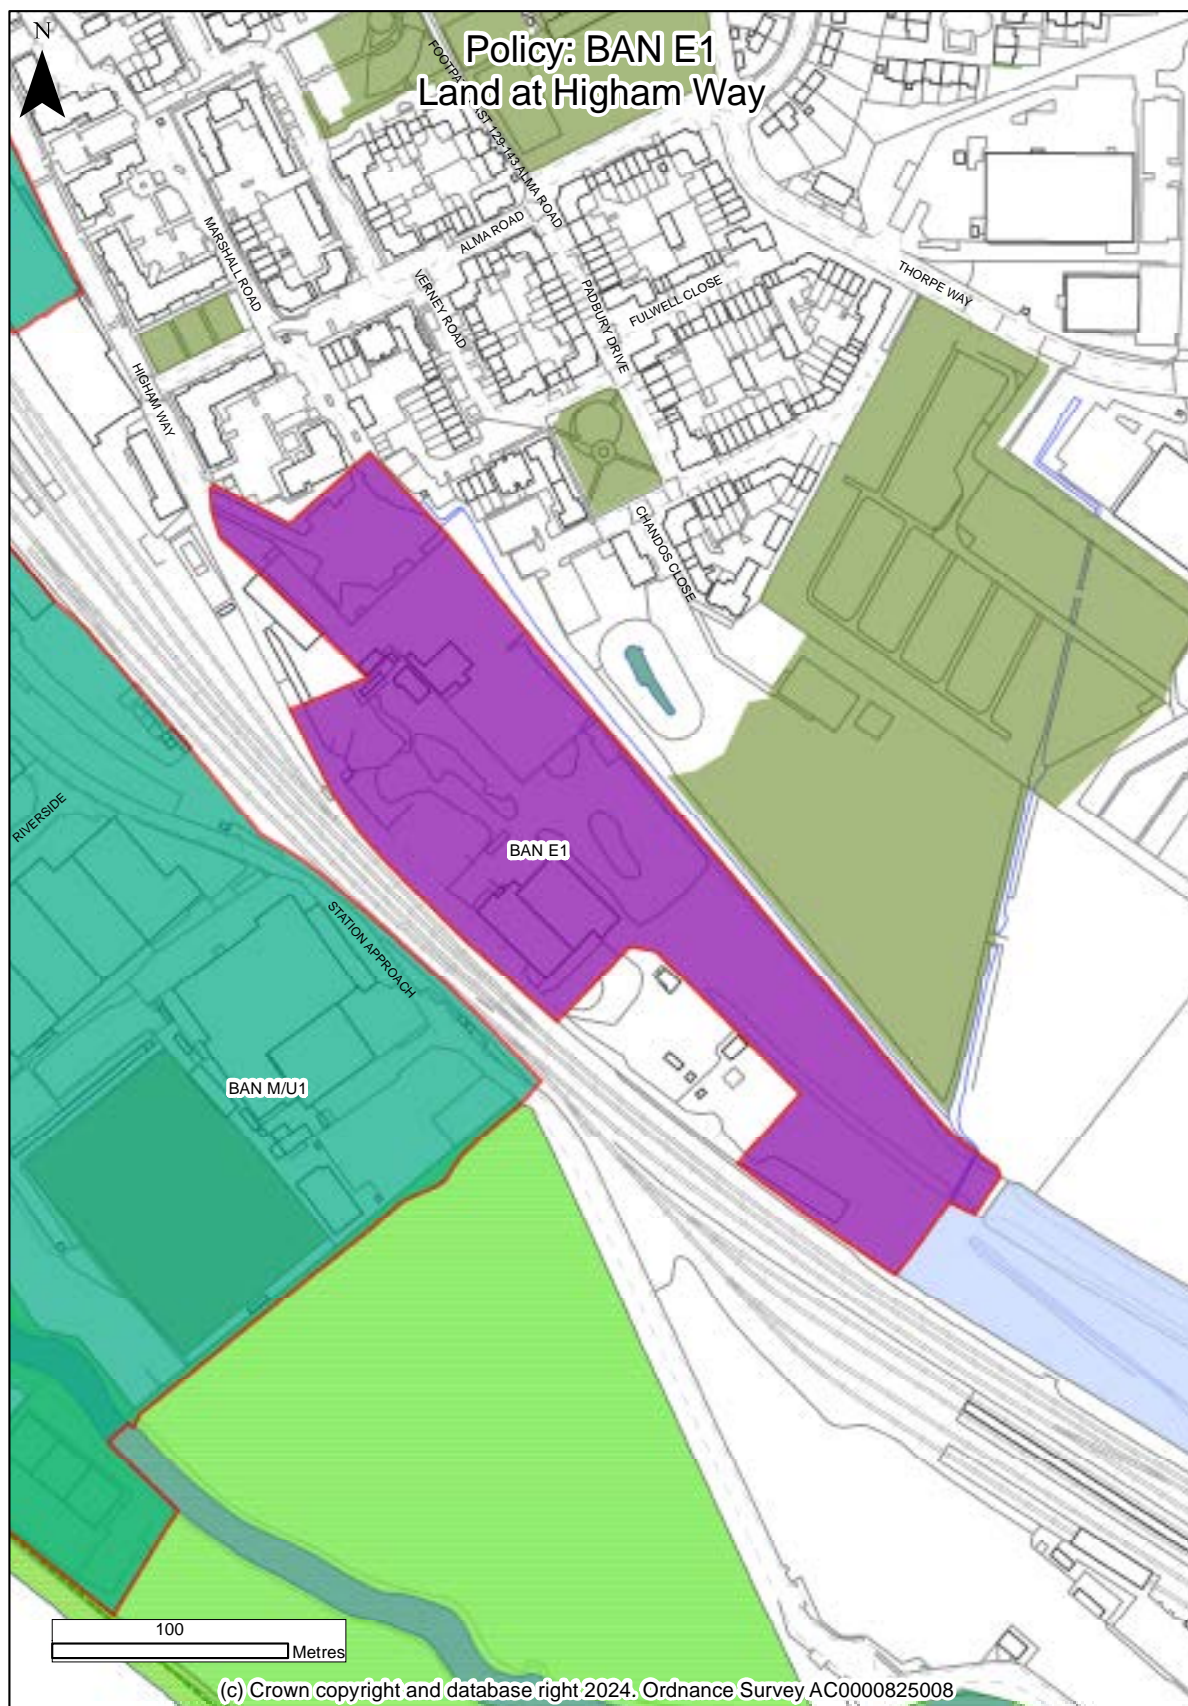 N
Policy: BAN E1
Land at Higham Way
ALMA ROAD
MARSHALL ROAD
VERNEY ROAD
PADBURY DRIVE
FULWELL CLOSE
THORPE WAY
HIGHAM WAY
CHANDOS CLOSE
RIVERSIDE
BAN E1
STATION APPROACH
BAN M/U1
100
Metres
(c) Crown copyright and database right 2024. Ordnance Survey AC0000825008